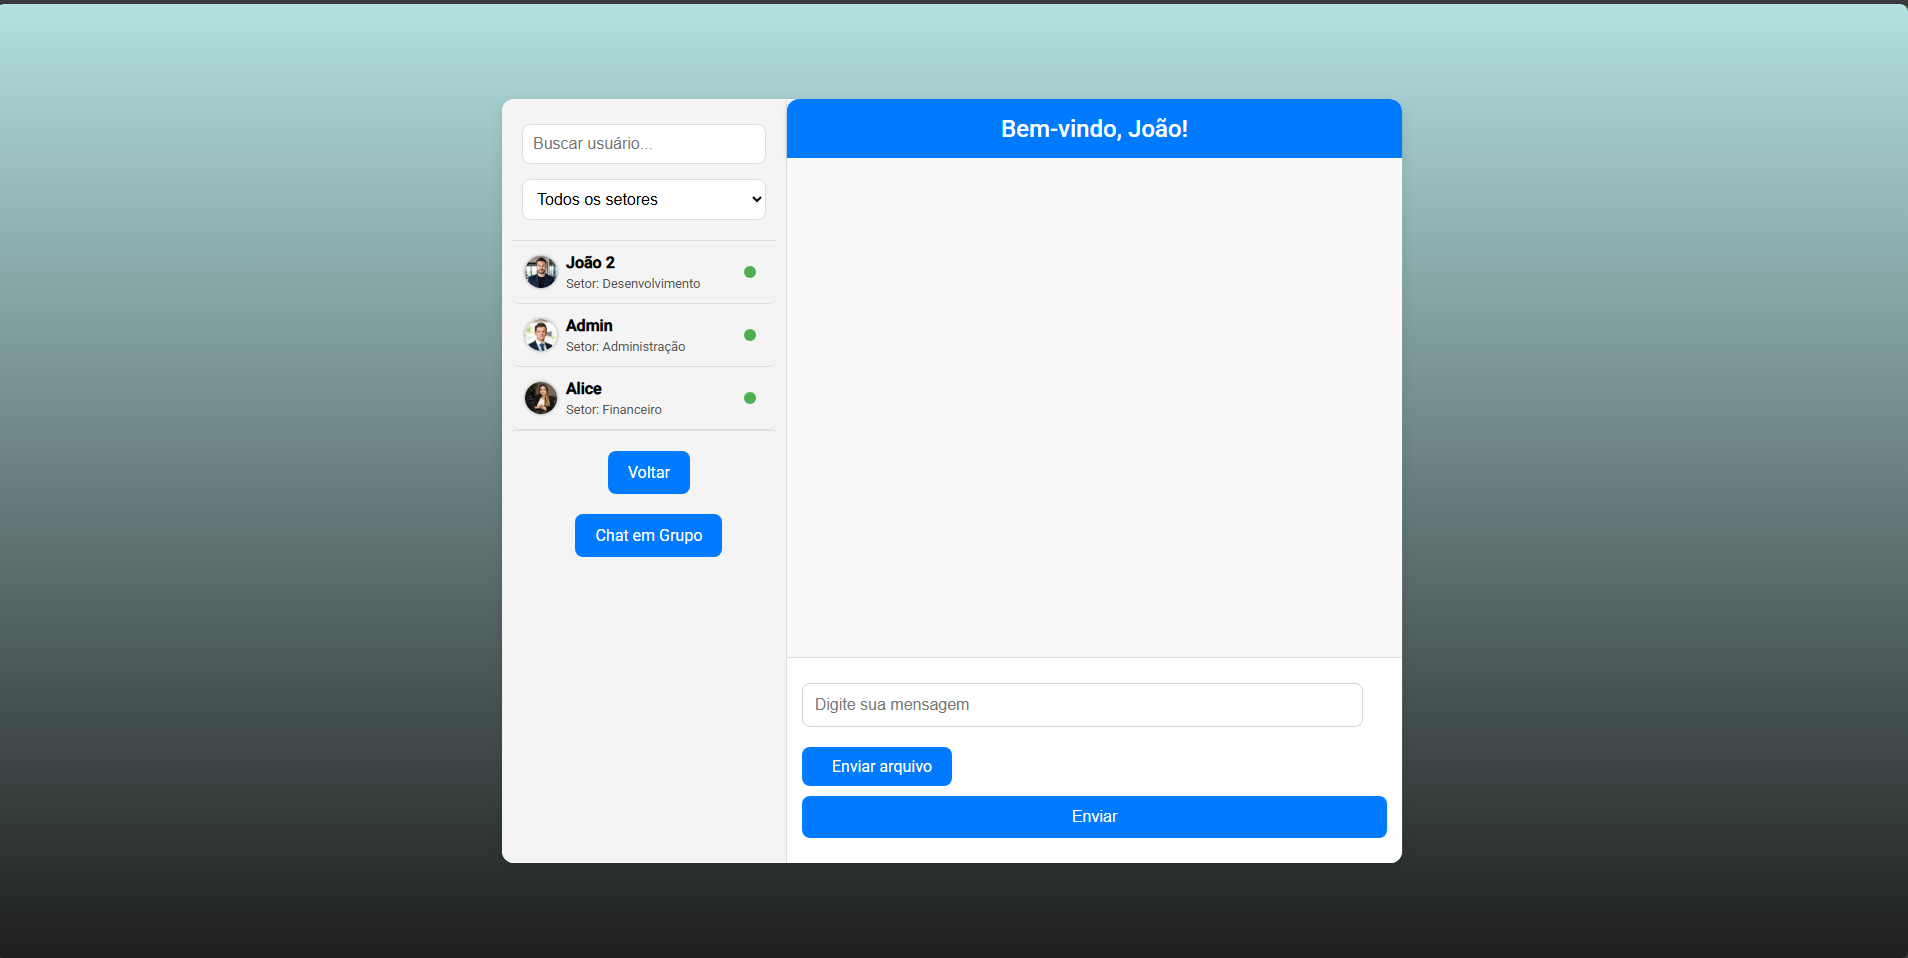 Buscar usuário...
Todos os setores
João 2
Setor: Desenvolvimento
Admin
Setor: Administração
Alice
Setor: Financeiro
Voltar
Chat em Grupo
Bem-vindo, João!
Digite sua mensagem
Enviar arquivo
Enviar